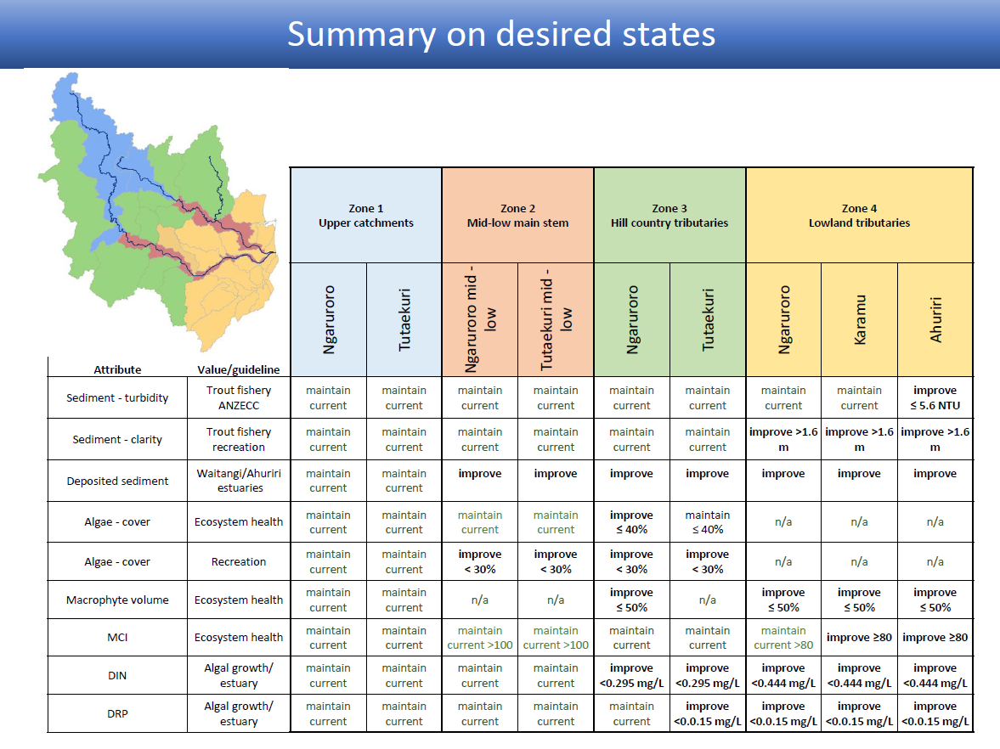 Summary on desired states
Zone 1
Upper catchments
Zone 2
Mid-low main stem
Zone 3
Hill country tributaries
Zone 4
Lowland tributaries
Attribute
Value/guideline
Ngaruroro
Tutaekuri
Ngaruroro mid -
low
Tutaekuri mid -
low
Ngaruroro
Tutaekuri
Ngaruroro
Karamu
Ahuriri
Sediment - turbidity
Trout fishery
ANZECC
maintain
current
maintain
current
maintain
current
maintain
current
maintain
current
maintain
current
maintain
current
maintain
current
improve
≤ 5.6 NTU
Sediment - clarity
Trout fishery
recreation
maintain
current
maintain
current
maintain
current
maintain
current
maintain
current
maintain
current
improve >1.6
m
improve >1.6
m
improve >1.6
m
Deposited sediment
Waitangi/Ahuriri
estuaries
maintain
current
maintain
current
improve
improve
improve
improve
improve
improve
improve
Algae - cover
Ecosystem health
maintain
current
maintain
current
maintain
current
maintain
current
improve
≤ 40%
maintain
≤ 40%
n/a
n/a
n/a
Algae - cover
Recreation
maintain
current
maintain
current
improve
< 30%
improve
< 30%
improve
< 30%
improve
< 30%
n/a
n/a
n/a
Macrophyte volume
Ecosystem health
maintain
current
maintain
current
n/a
n/a
improve
≤ 50%
n/a
improve
≤ 50%
improve
≤ 50%
improve
≤ 50%
MCI
Ecosystem health
maintain
current
maintain
current
maintain
current >100
maintain
current >100
maintain
current
maintain
current
maintain
current >80
improve ≥80
improve ≥80
DIN
Algal growth/
estuary
maintain
current
maintain
current
maintain
current
maintain
current
improve
<0.295 mg/L
improve
<0.295 mg/L
improve
<0.444 mg/L
improve
<0.444 mg/L
improve
<0.444 mg/L
DRP
Algal growth/
estuary
maintain
current
maintain
current
maintain
current
maintain
current
maintain
current
improve
<0.0.15 mg/L
improve
<0.0.15 mg/L
improve
<0.0.15 mg/L
improve
<0.0.15 mg/L